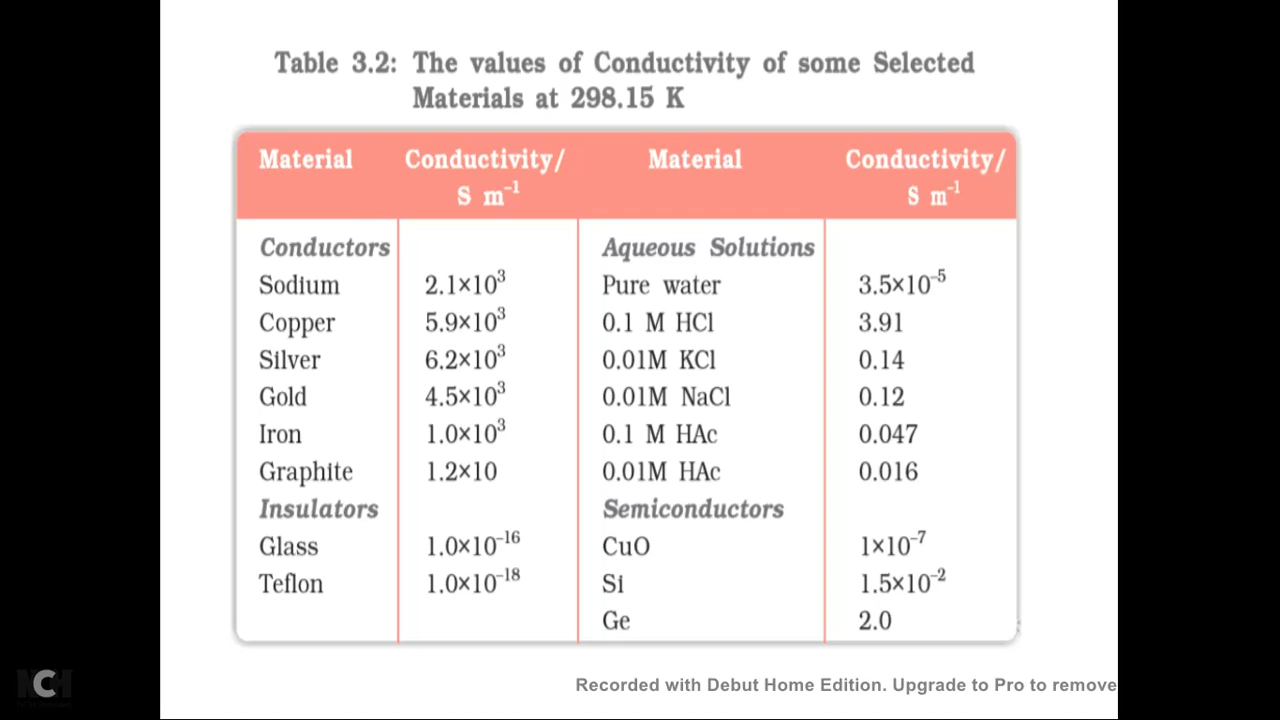 Table 3.2: The values of Conductivity of some Selected
Materials at 298.15 K
Material Conductivity/ Material Conductivity/
S m⁻¹ S m⁻¹
Conductors Aqueous Solutions
Sodium 2.1×10³ Pure water 3.5×10⁻⁵
Copper 5.9×10³ 0.1 M HCl 3.91
Silver 6.2×10³ 0.01M KCl 0.14
Gold 4.5×10³ 0.01M NaCl 0.12
Iron 1.0×10³ 0.1 M HAc 0.047
Graphite 1.2×10 0.01M HAc 0.016
Insulators Semiconductors
Glass 1.0×10⁻¹⁶ CuO 1×10⁻⁷
Teflon 1.0×10⁻¹⁸ Si 1.5×10⁻²
Ge 2.0
NCH
Recorded with Debut Home Edition. Upgrade to Pro to remove